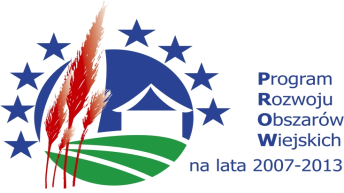 Program
Rozwoju
Obszarów
Wiejskich
na lata 2007-2013